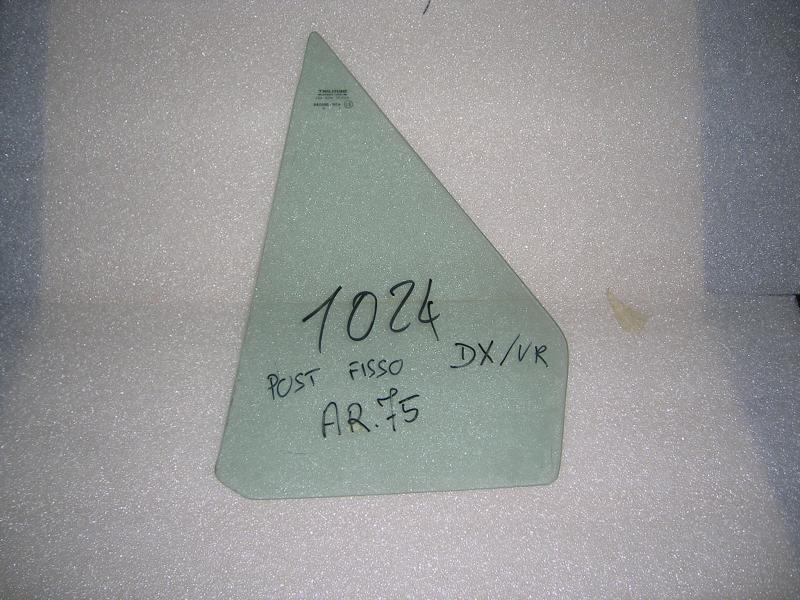 1024
POST FISSO DX/VR
AR.75